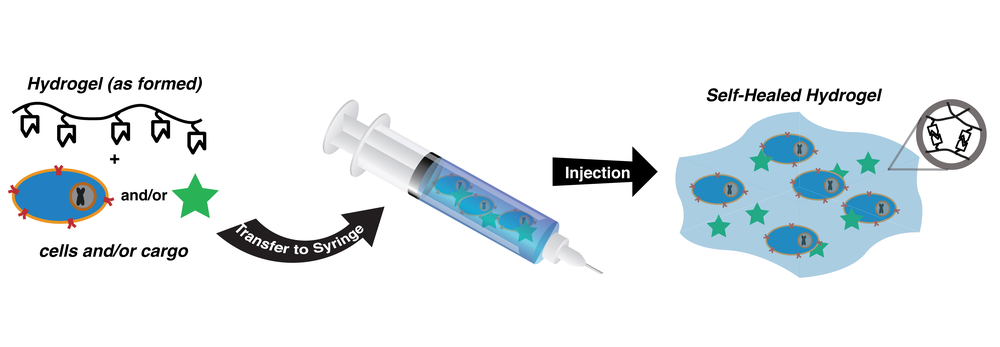 Hydrogel (as formed)
+
and/or
cells and/or cargo
Transfer to Syringe
Injection
Self-Healed Hydrogel